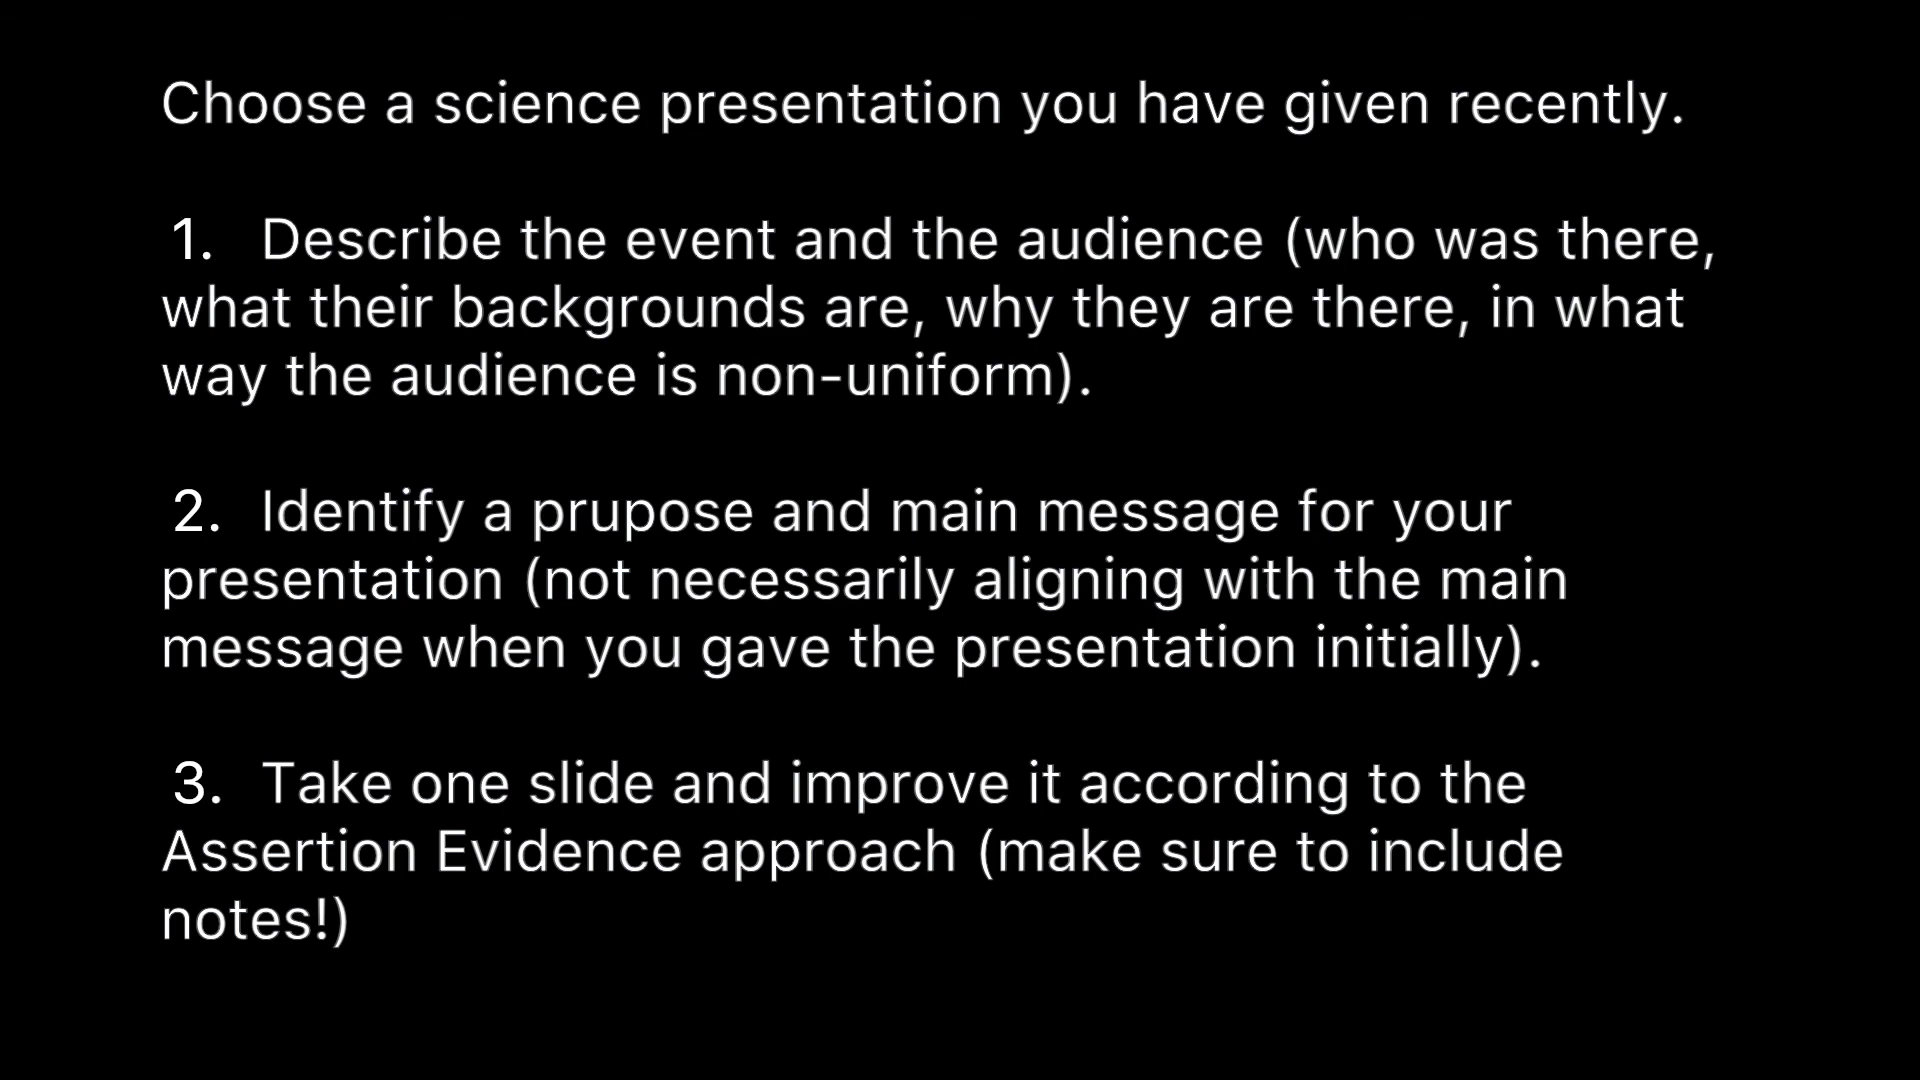 Choose a science presentation you have given recently.
1. Describe the event and the audience (who was there,
what their backgrounds are, why they are there, in what
way the audience is non-uniform).
2. Identify a prupose and main message for your
presentation (not necessarily aligning with the main
message when you gave the presentation initially).
3. Take one slide and improve it according to the
Assertion Evidence approach (make sure to include
notes!)